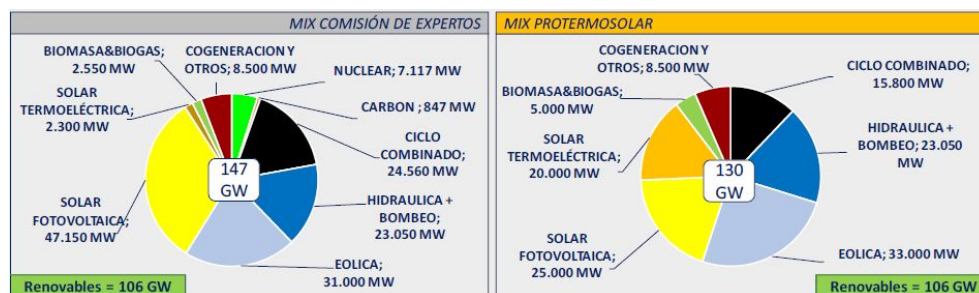 MIX COMISIÓN DE EXPERTOS
BIOMASA&BIOGAS;
2.550 MW
COGENERACION Y
OTROS; 8.500 MW
NUCLEAR; 7.117 MW
SOLAR
TERMOELÉCTRICA;
2.300 MW
CARBON ; 847 MW
CICLO
COMBINADO;
24.560 MW
147
GW
HIDRAULICA +
BOMBEO;
23.050 MW
SOLAR
FOTOVOLTAICA;
47.150 MW
EOLICA;
31.000 MW
Renovables = 106 GW
MIX PROTERMOSOLAR
COGENERACION Y
OTROS; 8.500 MW
CICLO COMBINADO;
15.800 MW
BIOMASA&BIOGAS;
5.000 MW
HIDRAULICA +
BOMBEO; 23.050
MW
SOLAR
TERMOELÉCTRICA;
20.000 MW
130
GW
SOLAR
FOTOVOLTAICA;
25.000 MW
EOLICA; 33.000 MW
Renovables = 106 GW